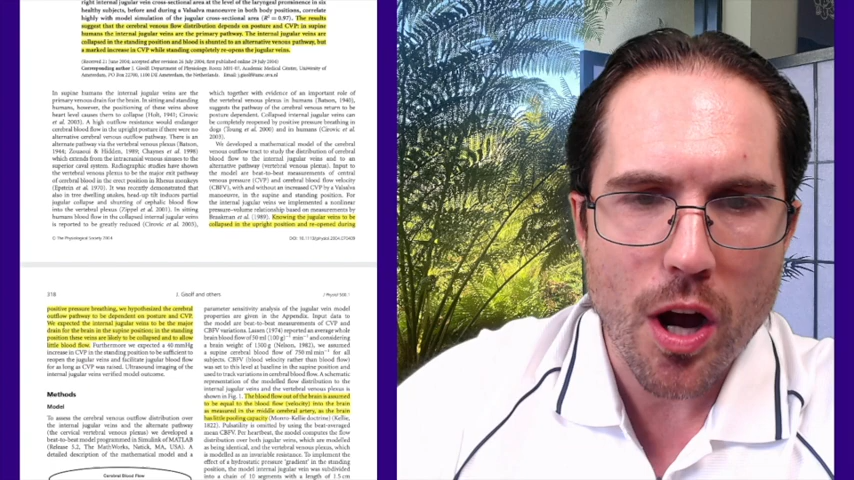 right internal jugular vein cross-sectional area at the level of the laryngeal prominence in six
healthy subjects, before and during a Valsalva manoeuvre in both body positions, correlate
highly with model simulation of the jugular cross-sectional area (R² = 0.97). The results
suggest that the cerebral venous flow distribution depends on posture and CVP: in supine
humans the internal jugular veins are the primary pathway. The internal jugular veins are
collapsed in the standing position and blood is shunted to an alternative venous pathway, but
a marked increase in CVP while standing completely re-opens the jugular veins.
(Received 21 June 2004; accepted after revision 26 July 2004; first published online 29 July 2004)
Corresponding author J. Gisolf: Department of Physiology, Room M01-07, Academic Medical Center, University of
Amsterdam, PO Box 22700, 1100 DE Amsterdam, the Netherlands. Email:
In supine humans the internal jugular veins are the
primary venous drain for the brain. In sitting and standing
humans, however, the positioning of these veins above
heart level causes them to collapse (Holt, 1941; Cirovic
et al. 2003). A high outflow resistance would endanger
cerebral blood flow in the upright posture if there were no
alternative cerebral venous outflow pathway. There is an
alternate pathway via the vertebral venous plexus (Batson,
1944; Zouaoui & Hidden, 1989; Chaynes et al. 1998)
which extends from the intracranial venous sinuses to the
superior caval system. Radiographic studies have shown
the vertebral venous plexus to be the major exit pathway
of cerebral blood in the erect position in Rhesus monkeys
(Epstein et al. 1970). It was recently demonstrated that
also in tree dwelling snakes, head-up tilt induces partial
jugular collapse and shunting of cephalic blood flow
into the vertebral plexus (Zippel et al. 2001). In sitting
humans blood flow in the collapsed internal jugular veins
is reported to be greatly reduced (Cirovic et al. 2003),
which together with evidence of an important role of
the vertebral venous plexus in humans (Batson, 1940),
suggests the pathway of the cerebral venous return to be
posture dependent. Collapsed internal jugular veins can
be completely reopened by positive pressure breathing in
dogs (Toung et al. 2000) and in humans (Cirovic et al.
2003).
We developed a mathematical model of the cerebral
venous outflow tract to study the distribution of cerebral
blood flow to the internal jugular veins and to an
alternative pathway (vertebral venous plexus). Input to
the model are beat-to-beat measurements of central
venous pressure (CVP) and cerebral blood flow velocity
(CBFV), with and without an increased CVP by a Valsalva
manoeuvre, in the supine and standing position. For
the internal jugular veins we implemented a nonlinear
pressure–volume relationship based on measurements by
Braakman et al. (1989). Knowing the jugular veins to be
collapsed in the upright position and re-opened during
© The Physiological Society 2004
DOI: 10.1113/jphysiol.2004.070409
318
J. Gisolf and others
J Physiol 560.1
positive pressure breathing, we hypothesized the cerebral
outflow pathway to be dependent on posture and CVP.
We expected the internal jugular veins to be the major
drain for the brain in the supine position; in the standing
position these veins are likely to be collapsed and to allow
little blood flow. Furthermore we expected a 40 mmHg
increase in CVP in the standing position to be sufficient to
reopen the jugular veins and facilitate jugular blood flow
for as long as CVP was raised. Ultrasound imaging of the
internal jugular veins verified model outcome.
Methods
Model
To assess the cerebral venous outflow distribution over
the internal jugular veins and the alternative pathway
(the cervical vertebral venous plexus) we developed a
beat-to-beat model programmed in Simulink of MATLAB
(Release 5.2, The MathWorks, Natick, MA, USA). A
detailed description of the mathematical model and a
Cerebral Blood Flow
parameter sensitivity analysis of the jugular vein model
properties are given in the Appendix. Input data to
the model are beat-to-beat measurements of CVP and
CBFV variations. Lassen (1974) reported an average whole
brain blood flow of 50 ml (100 g)⁻¹ min⁻¹ and considering
a brain weight of 1500 g (Nelson, 1982), we assumed
a supine cerebral blood flow of 750 ml min⁻¹ for all
subjects. CBFV (blood velocity rather than blood flow)
was set to this level at baseline in the supine position and
used to track variations in cerebral blood flow. A schematic
representation of the modelled flow distribution to the
internal jugular veins and the vertebral venous plexus is
shown in Fig. 1. The blood flow out of the brain is assumed
to be equal to the blood flow (velocity) into the brain
as measured in the middle cerebral artery, as the brain
has little pooling capacity (Monro-Kellie doctrine) (Kellie,
1822). Pulsatility is omitted by using the beat-averaged
mean CBFV. Per heartbeat, the model computes the flow
distribution over both jugular veins, which are modelled
as being identical, and the vertebral venous plexus, which
is modelled as an invariable resistance. To implement the
effect of a hydrostatic pressure 'gradient' in the standing
position, the model internal jugular vein was subdivided
into a chain of 10 segments with a length of 1.5 cm